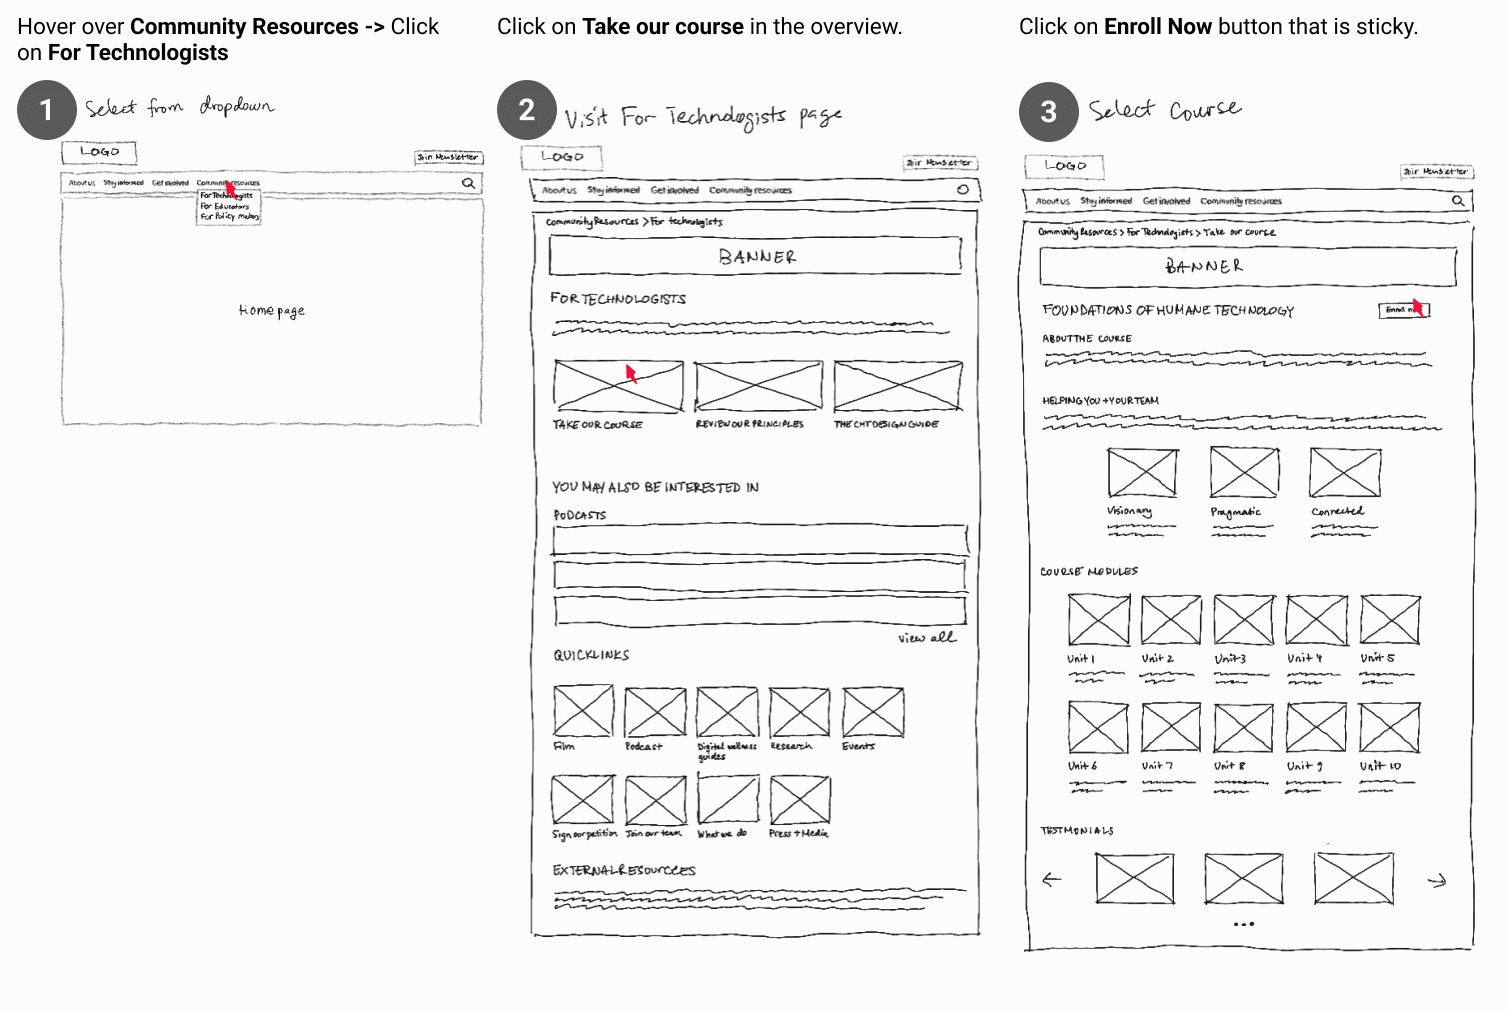 Hover over Community Resources -> Click
on For Technologists
1
Select from dropdown
LOGO
Join Newsletter
About us Stay informed Get involved Community resources
For Technologists
For Educators
For Policy makers
Homepage
Click on Take our course in the overview.
2
Visit For Technologists page
LOGO
Join Newsletter
About us Stay informed Get involved Community resources
Community Resources > For technologists
BANNER
FOR TECHNOLOGISTS
TAKE OUR COURSE
REVIEW OUR PRINCIPLES
THE CHT DESIGN GUIDE
YOU MAY ALSO BE INTERESTED IN
PODCASTS
View all
QUICKLINKS
Film
Podcast
Digital wellness
guides
Research
Events
Sign our petition
Join our team
What we do
Press + Media
EXTERNAL RESOURCES
Click on Enroll Now button that is sticky.
3
Select Course
LOGO
Join Newsletter
About us Stay informed Get involved Community resources
Community Resources > For Technologists > Take our course
BANNER
FOUNDATIONS OF HUMANE TECHNOLOGY
Enroll now
ABOUT THE COURSE
HELPING YOU + YOUR TEAM
Visionary
Pragmatic
Connected
COURSE MODULES
Unit 1
Unit 2
Unit 3
Unit 4
Unit 5
Unit 6
Unit 7
Unit 8
Unit 9
Unit 10
TESTMONIALS